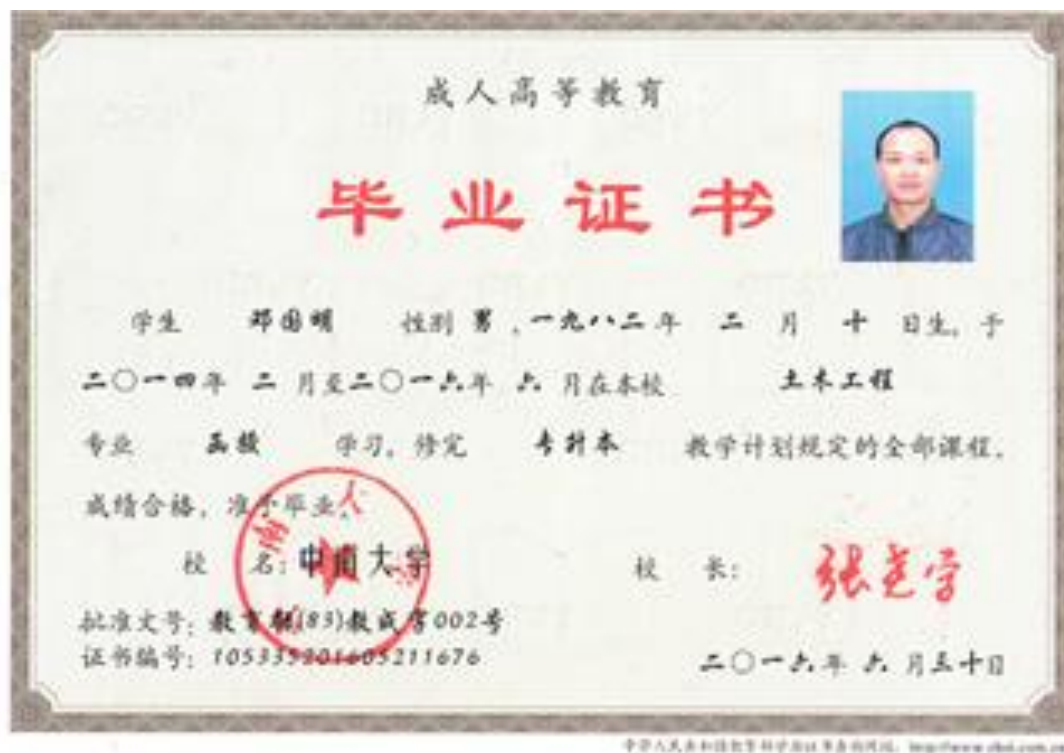 成人高等教育
毕业证书
学生 邓国明 性别 男,一九八二年 二 月 十 日生,于
二〇一四年 二 月至二〇一六年 六 月在本校 土木工程
专业 函授 学习,修完 专升本 教学计划规定的全部课程,
成绩合格,准予毕业。
校 名:中南大学 校 长:张尧学
批准文号:教育部(83)教成字002号
证书编号:105335201605211676
二〇一六年 六 月三十日